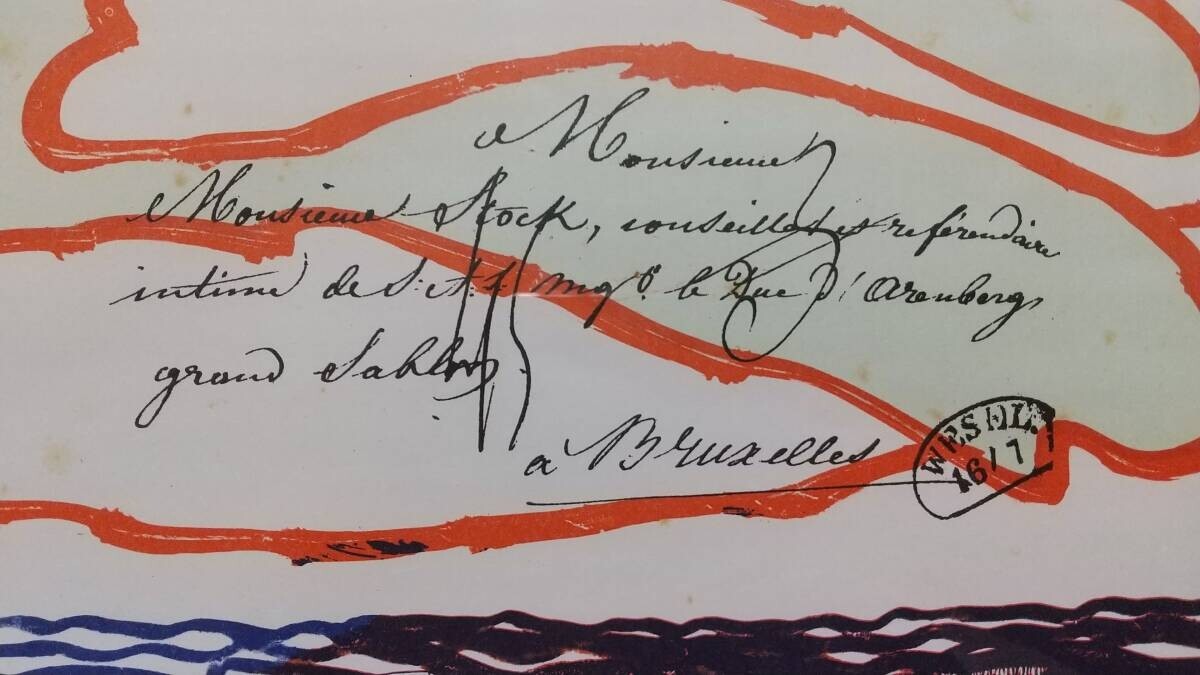 a Monsieur
Monsieur Stock, conseiller et référendaire
intime de S: A: S: Mgr. le Duc d'Arenberg,
grand Sablon
à Bruxelles
WESEL
16/7